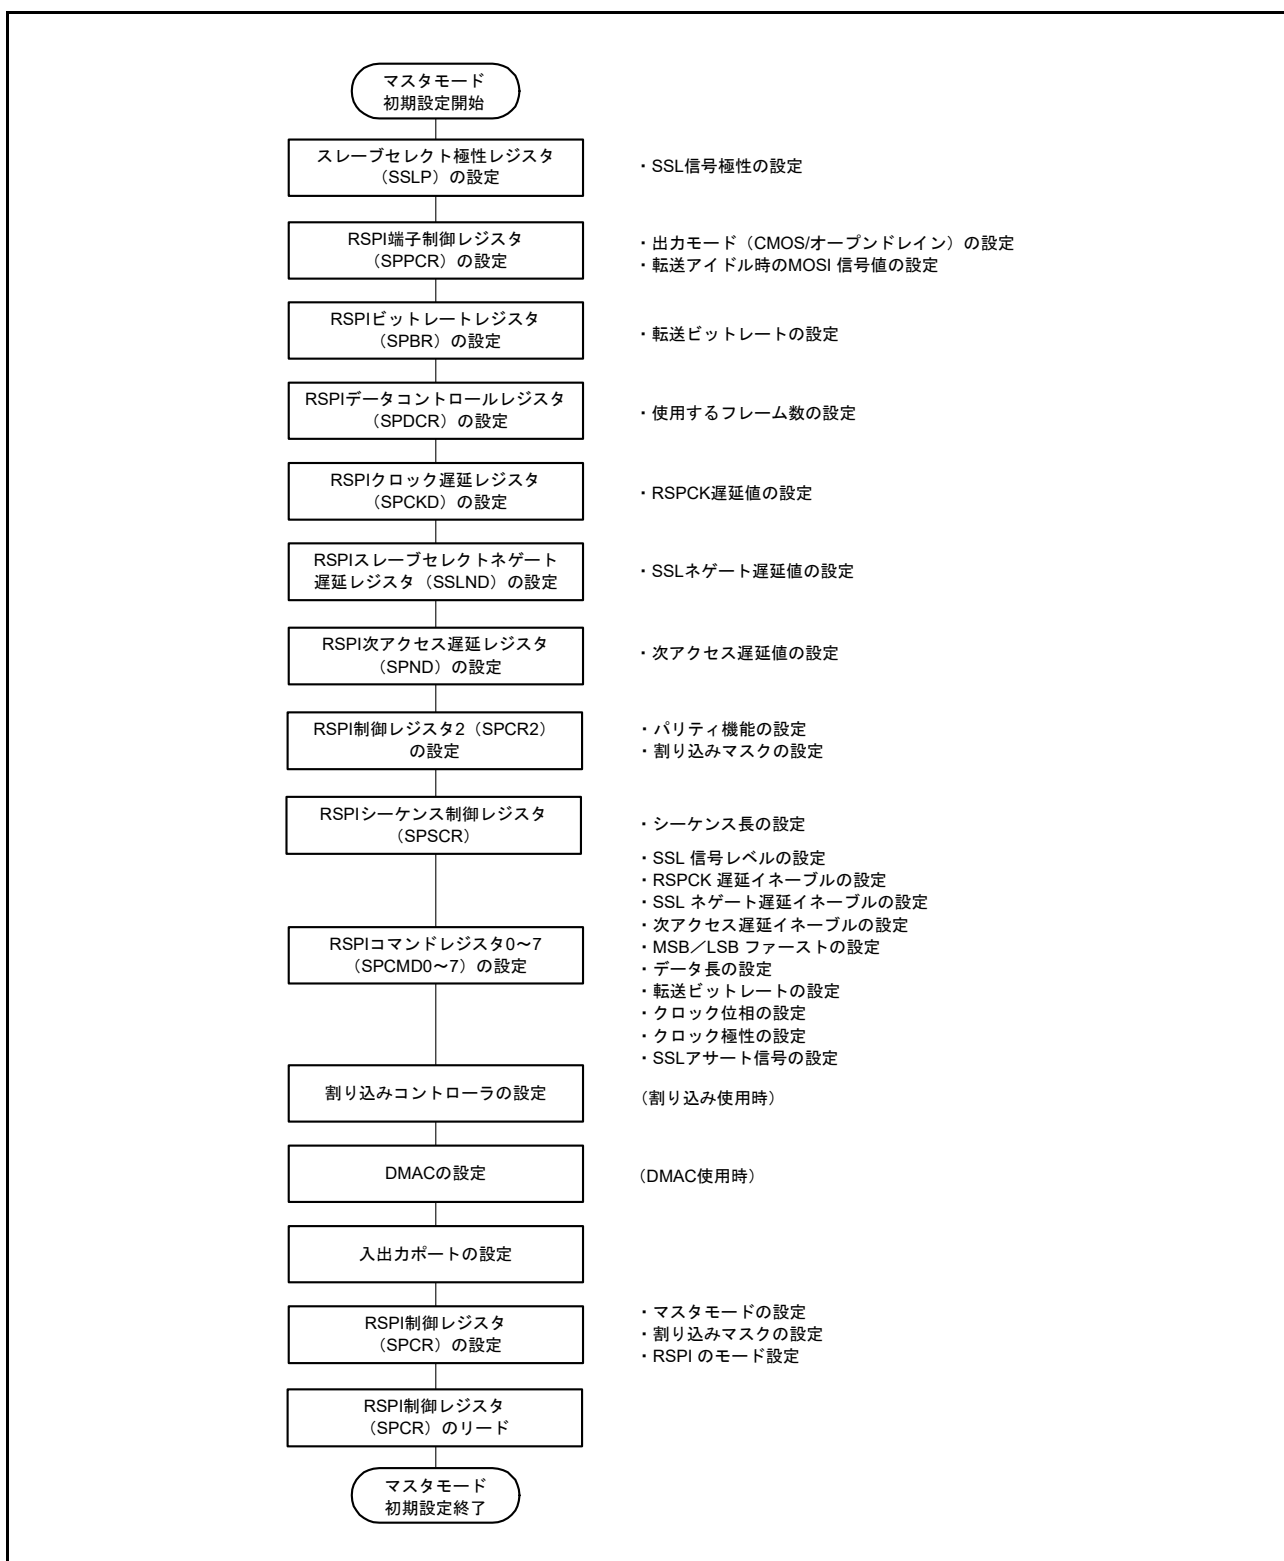 マスタモード
初期設定開始
スレーブセレクト極性レジスタ
（SSLP）の設定
・SSL信号極性の設定
RSPI端子制御レジスタ
（SPPCR）の設定
・出力モード（CMOS/オープンドレイン）の設定
・転送アイドル時のMOSI 信号値の設定
RSPIビットレートレジスタ
（SPBR）の設定
・転送ビットレートの設定
RSPIデータコントロールレジスタ
（SPDCR）の設定
・使用するフレーム数の設定
RSPIクロック遅延レジスタ
（SPCKD）の設定
・RSPCK遅延値の設定
RSPIスレーブセレクトネゲート
遅延レジスタ（SSLND）の設定
・SSLネゲート遅延値の設定
RSPI次アクセス遅延レジスタ
（SPND）の設定
・次アクセス遅延値の設定
RSPI制御レジスタ2（SPCR2）
の設定
・パリティ機能の設定
・割り込みマスクの設定
RSPIシーケンス制御レジスタ
（SPSCR）
・シーケンス長の設定
RSPIコマンドレジスタ0～7
（SPCMD0～7）の設定
・SSL 信号レベルの設定
・RSPCK 遅延イネーブルの設定
・SSL ネゲート遅延イネーブルの設定
・次アクセス遅延イネーブルの設定
・MSB／LSB ファーストの設定
・データ長の設定
・転送ビットレートの設定
・クロック位相の設定
・クロック極性の設定
・SSLアサート信号の設定
割り込みコントローラの設定
（割り込み使用時）
DMACの設定
（DMAC使用時）
入出力ポートの設定
RSPI制御レジスタ
（SPCR）の設定
・マスタモードの設定
・割り込みマスクの設定
・RSPI のモード設定
RSPI制御レジスタ
（SPCR）のリード
マスタモード
初期設定終了